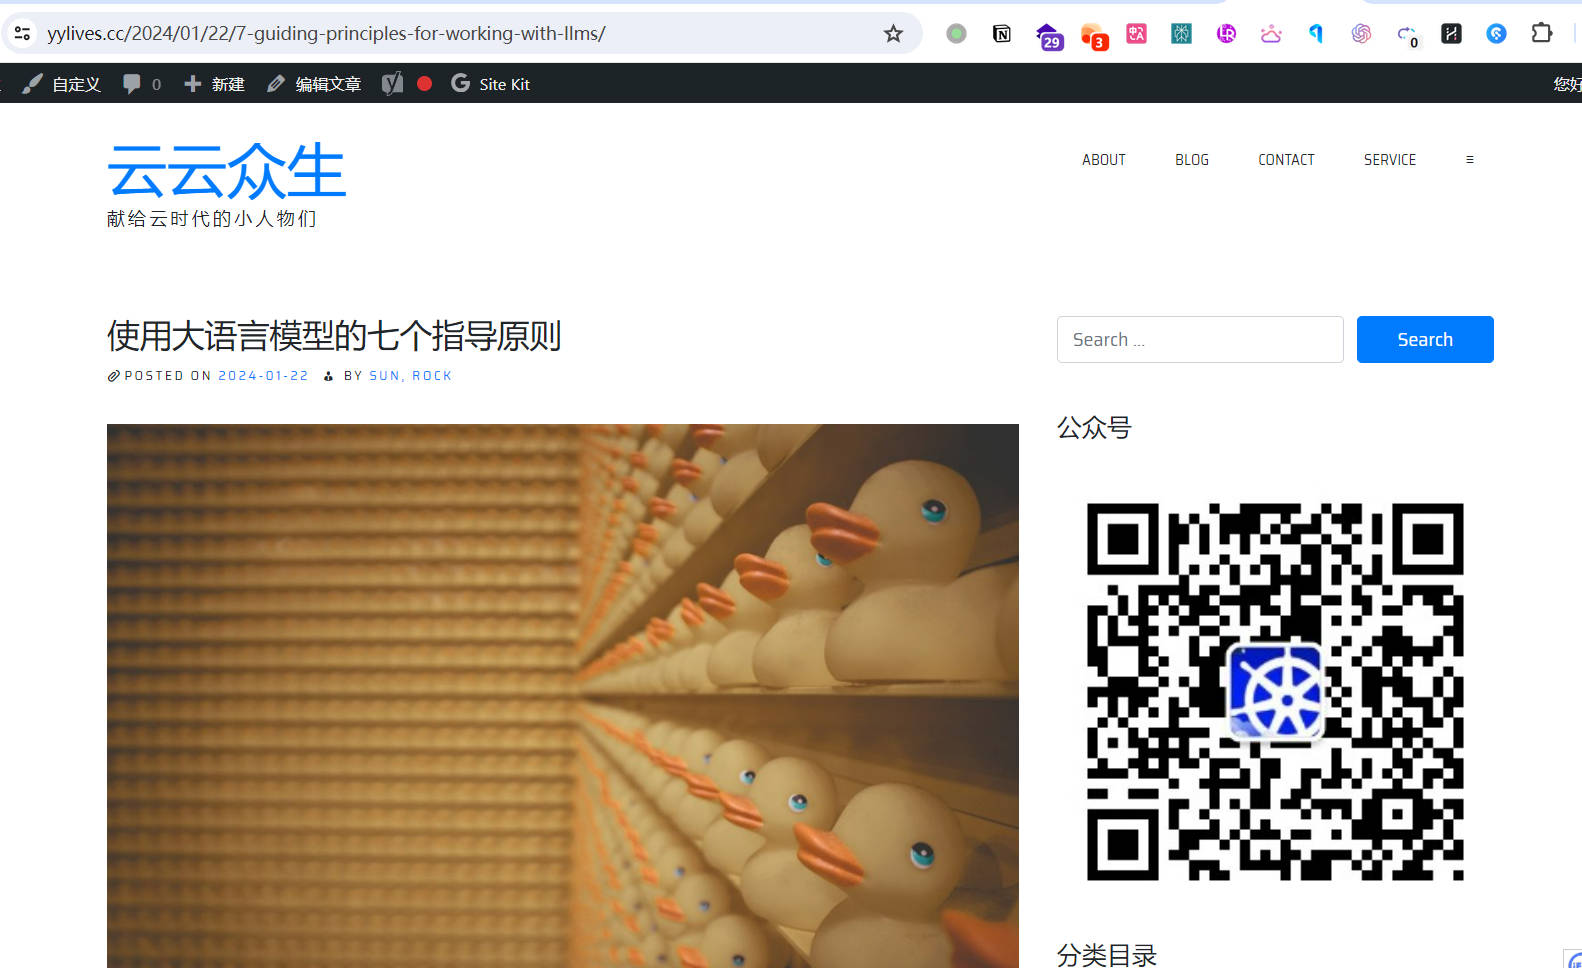 yylives.cc/2024/01/22/7-guiding-principles-for-working-with-llms/
29
3
0
自定义
0
新建
编辑文章
Site Kit
您好
云云众生
献给云时代的小人物们
ABOUT
BLOG
CONTACT
SERVICE
使用大语言模型的七个指导原则
POSTED ON 2024-01-22 BY SUN, ROCK
Search ...
Search
公众号
分类目录